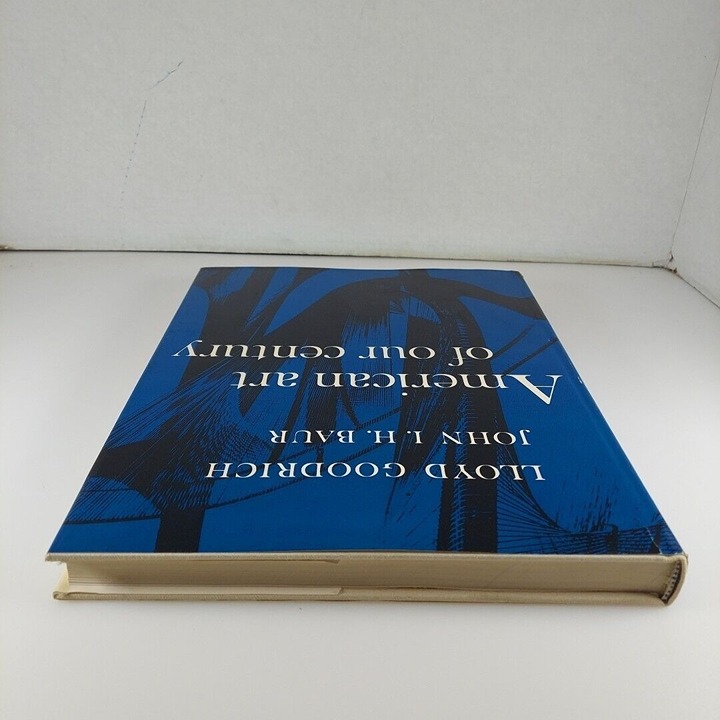 LLOYD GOODRICH
JOHN I. H. BAUR
American art
of our century